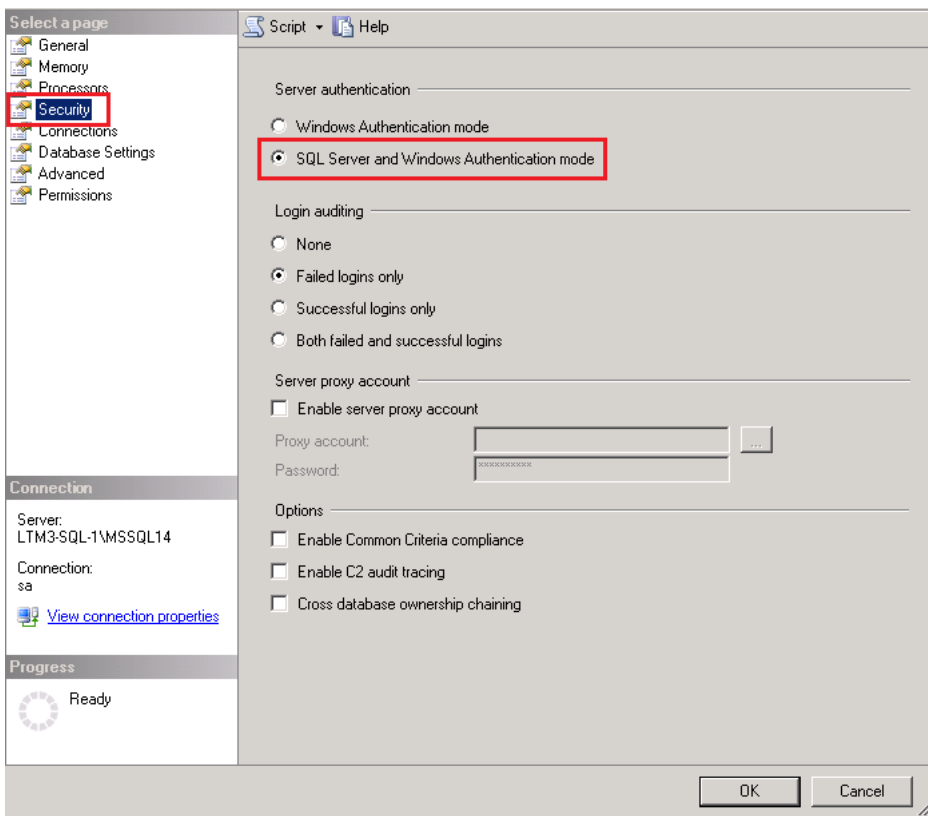 Select a page
General
Memory
Processors
Security
Connections
Database Settings
Advanced
Permissions
Connection
Server:
LTM3-SQL-1\MSSQL14
Connection:
sa
View connection properties
Progress
Ready
Script Help
Server authentication
Windows Authentication mode
SQL Server and Windows Authentication mode
Login auditing
None
Failed logins only
Successful logins only
Both failed and successful logins
Server proxy account
Enable server proxy account
Proxy account:
...
Password: xxxxxxxxxx
Options
Enable Common Criteria compliance
Enable C2 audit tracing
Cross database ownership chaining
OK Cancel